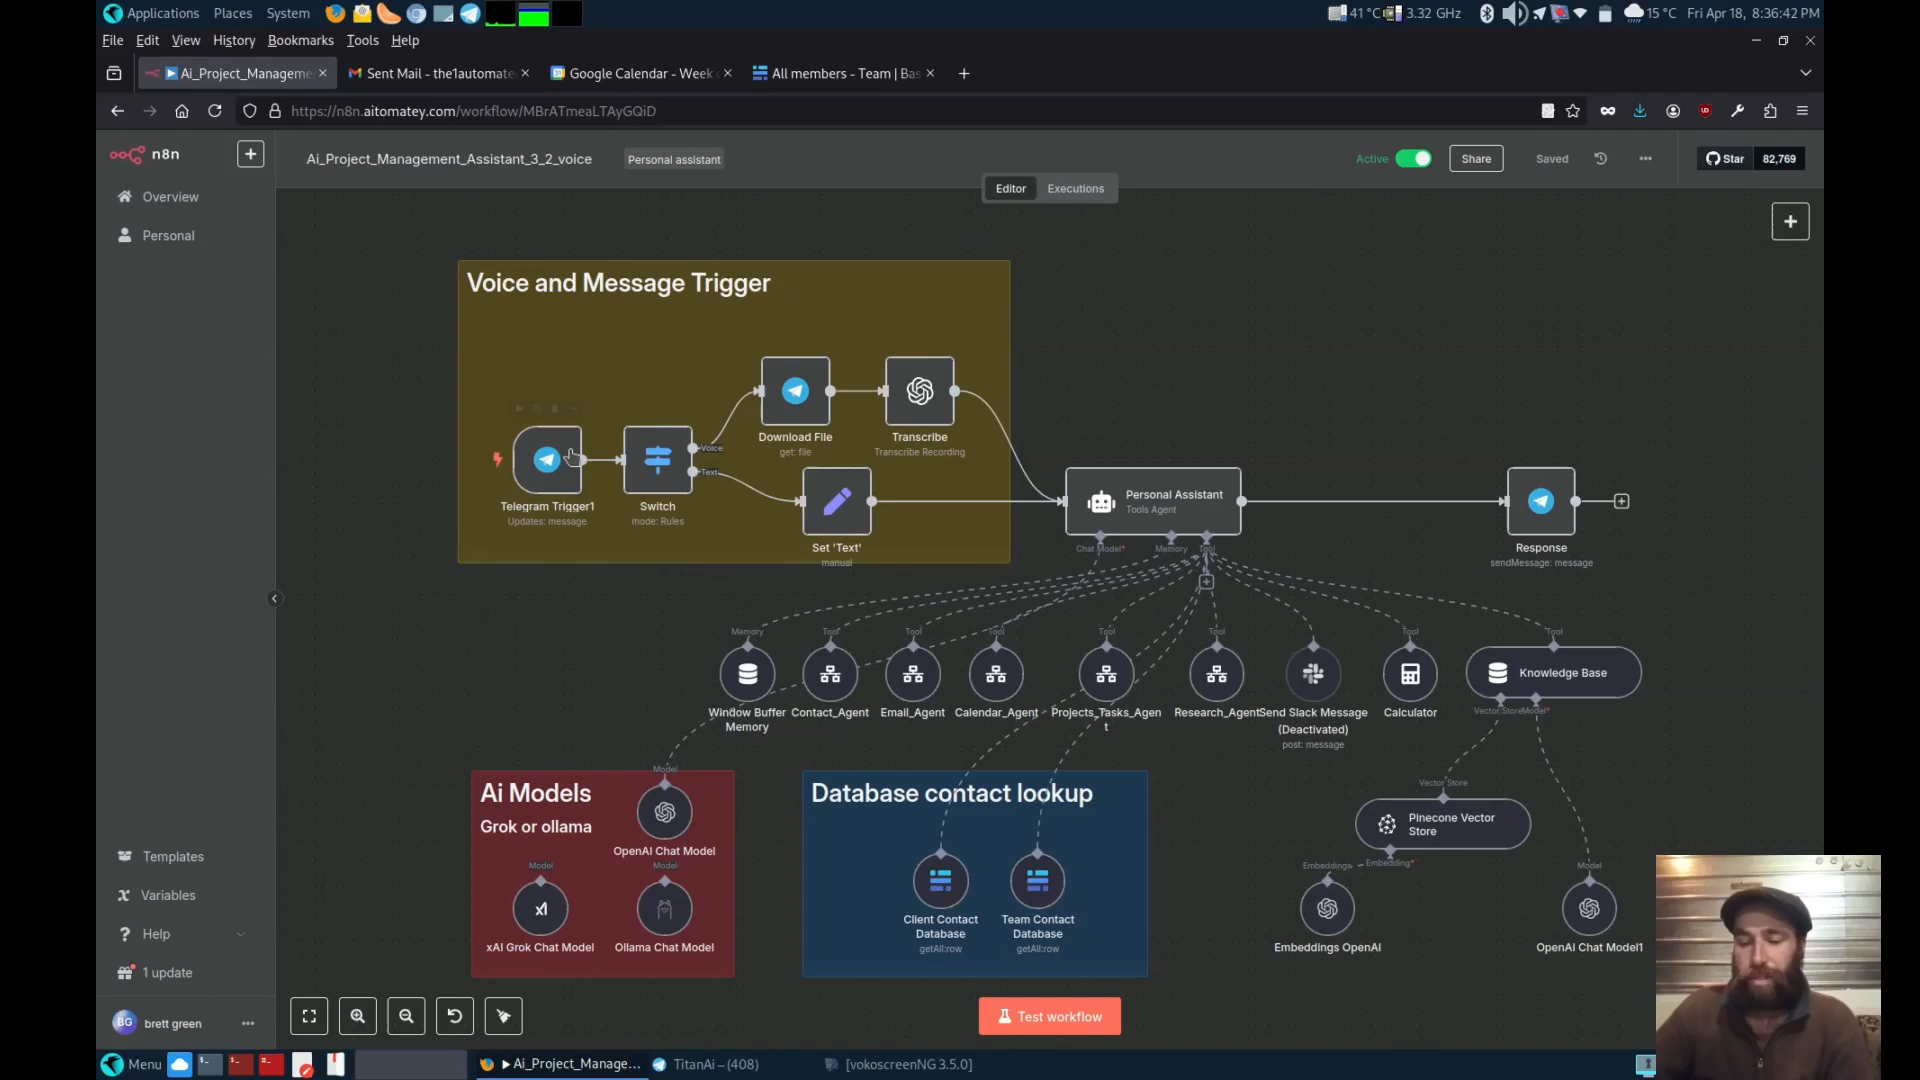 Applications Places System
41 °C 3.32 GHz 15 °C Fri Apr 18, 8:36:42 PM
File Edit View History Bookmarks Tools Help
Ai_Project_Manageme
Sent Mail - the1automate
Google Calendar - Week
All members - Team | Bas
https://n8n.aitomatey.com/workflow/MBrATmeaLTAyGQiD
n8n
Ai_Project_Management_Assistant_3_2_voice
Personal assistant
Active
Share
Saved
Star 82,769
Editor Executions
Overview
Personal
Voice and Message Trigger
Download File
get: file
Transcribe
Transcribe Recording
Voice
Text
Telegram Trigger1
Updates: message
Switch
mode: Rules
Set 'Text'
manual
Personal Assistant
Tools Agent
Chat Model*
Memory
Tool
Response
sendMessage: message
Memory
Tool
Tool
Tool
Tool
Tool
Tool
Tool
Window Buffer
Memory
Contact_Agent
Email_Agent
Calendar_Agent
Projects_Tasks_Agen
t
Research_Agent
Send Slack Message
(Deactivated)
post: message
Calculator
Knowledge Base
Vector Store
Model*
Ai Models
Grok or ollama
Model
OpenAI Chat Model
Model
Model
xAI Grok Chat Model
Ollama Chat Model
Database contact lookup
Client Contact
Database
getAll:row
Team Contact
Database
getAll:row
Vector Store
Pinecone Vector
Store
Embeddings
Embedding*
Model
Embeddings OpenAI
OpenAI Chat Model1
Templates
Variables
Help
1 update
BG brett green
Test workflow
Menu
Ai_Project_Manage...
TitanAi – (408)
[vokoscreenNG 3.5.0]